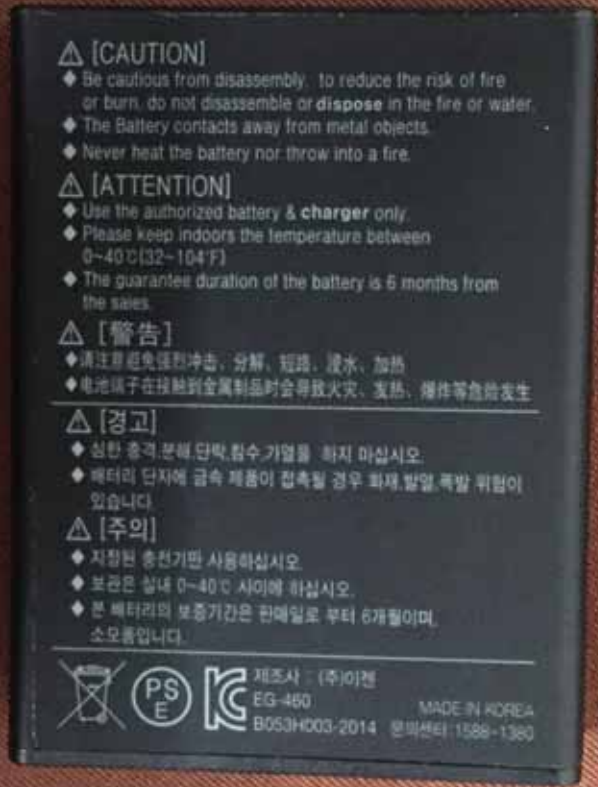 ⚠ [CAUTION]
◆ Be cautious from disassembly, to reduce the risk of fire
or burn, do not disassemble or dispose in the fire or water.
◆ The Battery contacts away from metal objects.
◆ Never heat the battery nor throw into a fire.
⚠ [ATTENTION]
◆ Use the authorized battery & charger only.
◆ Please keep indoors the temperature between
0~40℃(32~104℉)
◆ The guarantee duration of the battery is 6 months from
the sales.
⚠ [警告]
◆请注意避免强烈冲击、分解、短路、浸水、加热
◆电池端子在接触到金属制品时会导致火灾、发热、爆炸等危险发生
⚠ [경고]
◆ 심한 충격,분해,단락,침수,가열을 하지 마십시오.
◆ 배터리 단자에 금속 제품이 접촉될 경우 화재,발열,폭발 위험이
있습니다.
⚠ [주의]
◆ 지정된 충전기만 사용하십시오.
◆ 보관은 실내 0~40℃ 사이에 하십시오.
◆ 본 배터리의 보증기간은 판매일로 부터 6개월이며,
소모품입니다.
PS
E
제조사 : (주)이젠
EG-460
MADE IN KOREA
B053H003-2014 문의센터:1588-1380